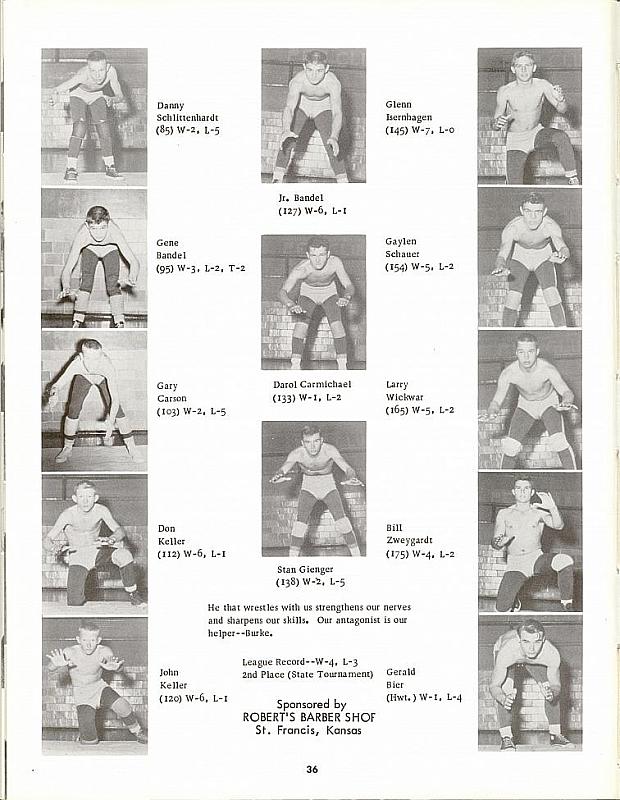 Danny
Schlittenhardt
(85) W-2, L-5
Glenn
Isernhagen
(145) W-7, L-0
Jr. Bandel
(127) W-6, L-1
Gene
Bandel
(95) W-3, L-2, T-2
Gaylen
Schauer
(154) W-5, L-2
Gary
Carson
(103) W-2, L-5
Darol Carmichael
(133) W-1, L-2
Larry
Wickwar
(165) W-5, L-2
Don
Keller
(112) W-6, L-1
Bill
Zweygardt
(175) W-4, L-2
Stan Gienger
(138) W-2, L-5
He that wrestles with us strengthens our nerves
and sharpens our skills. Our antagonist is our
helper--Burke.
John
Keller
(120) W-6, L-1
League Record--W-4, L-3
2nd Place (State Tournament)
Gerald
Bier
(Hwt.) W-1, L-4
Sponsored by
ROBERT'S BARBER SHOF
St. Francis, Kansas
36